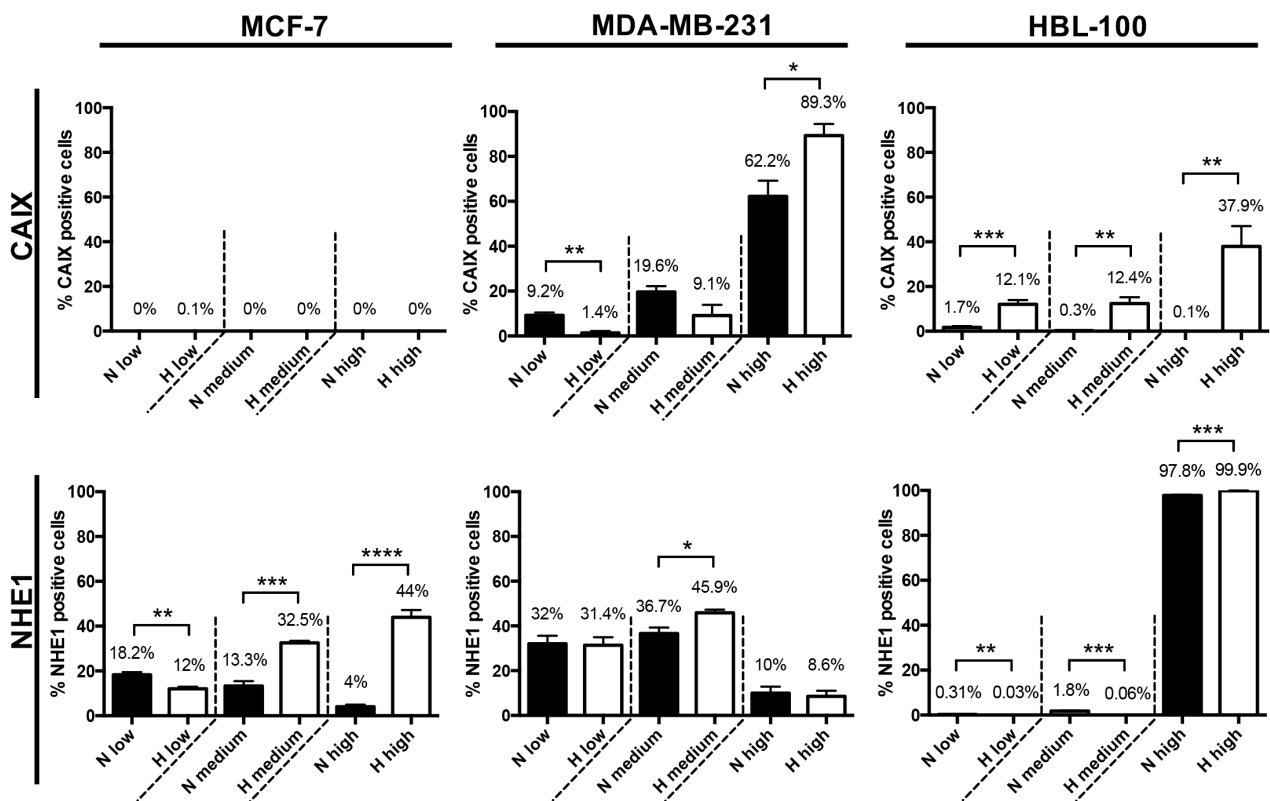 MCF-7
MDA-MB-231
HBL-100
CAIX
% CAIX positive cells
100
80
60
40
20
0
0%
0.1%
0%
0%
0%
0%
N low
H low
N medium
H medium
N high
H high
% CAIX positive cells
100
80
60
40
20
0
9.2%
**
1.4%
19.6%
9.1%
62.2%
*
89.3%
N low
H low
N medium
H medium
N high
H high
% CAIX positive cells
100
80
60
40
20
0
1.7%
***
12.1%
0.3%
**
12.4%
0.1%
**
37.9%
N low
H low
N medium
H medium
N high
H high
NHE1
% NHE1 positive cells
100
80
60
40
20
0
18.2%
**
12%
13.3%
***
32.5%
4%
****
44%
N low
H low
N medium
H medium
N high
H high
% NHE1 positive cells
100
80
60
40
20
0
32%
31.4%
36.7%
*
45.9%
10%
8.6%
N low
H low
N medium
H medium
N high
H high
% NHE1 positive cells
100
80
60
40
20
0
0.31%
**
0.03%
1.8%
***
0.06%
97.8%
***
99.9%
N low
H low
N medium
H medium
N high
H high